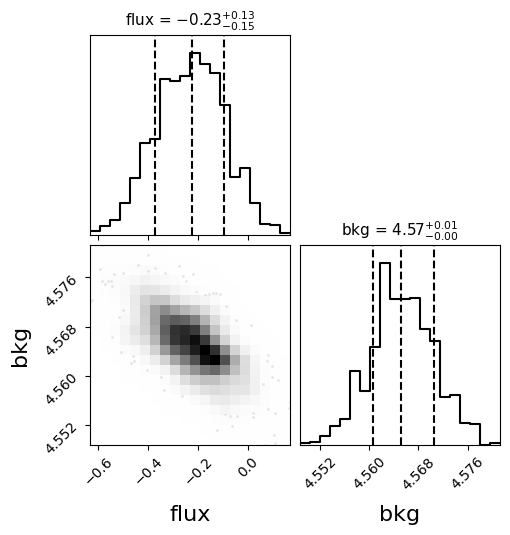 flux = −0.23+0.13−0.15
bkg = 4.57+0.01−0.00
bkg
4.576
4.568
4.560
4.552
−0.6 −0.4 −0.2 0.0
4.552 4.560 4.568 4.576
flux bkg